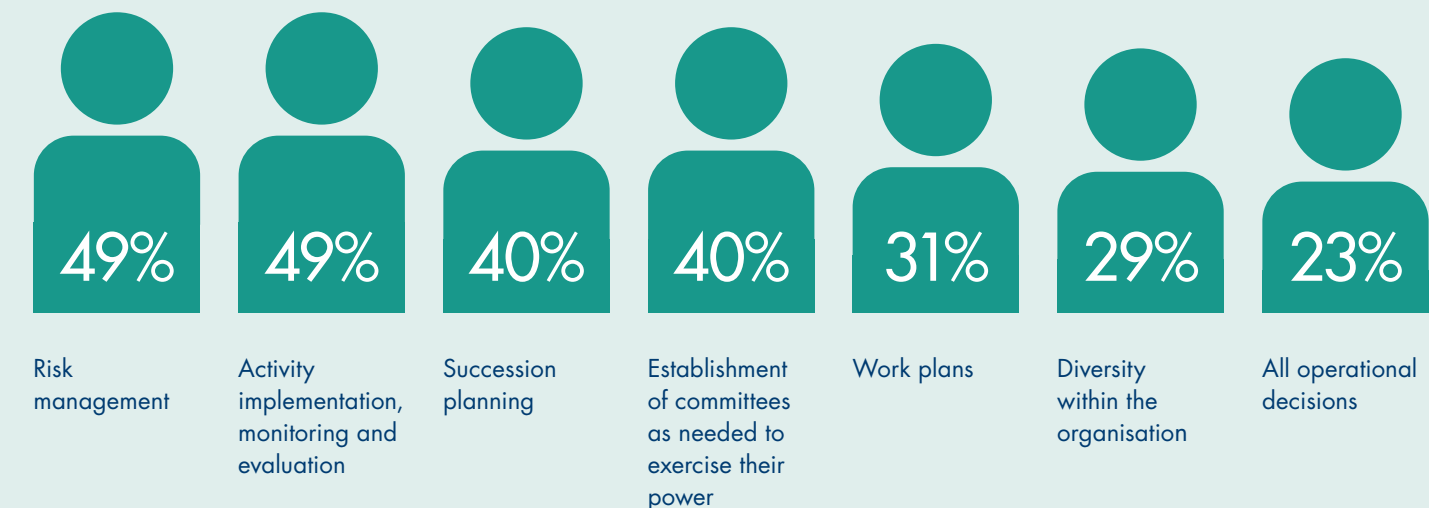 49%
49%
40%
40%
31%
29%
23%
Risk
management
Activity
implementation,
monitoring and
evaluation
Succession
planning
Establishment
of committees
as needed to
exercise their
power
Work plans
Diversity
within the
organisation
All operational
decisions